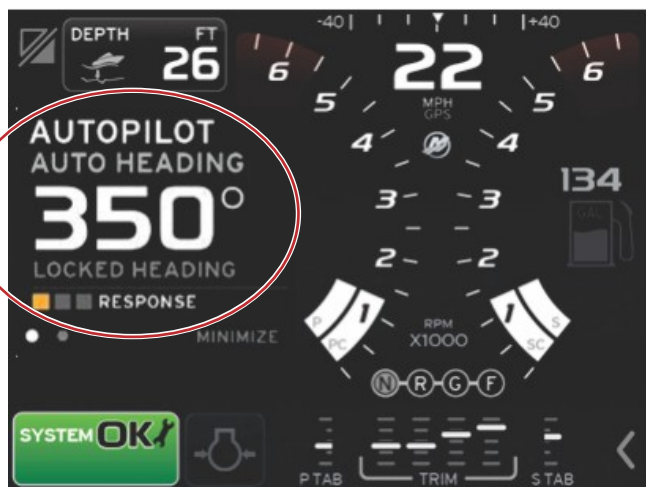 DEPTH FT
26
-40 +40
22
MPH
GPS
AUTOPILOT
AUTO HEADING
350°
LOCKED HEADING
RESPONSE
MINIMIZE
6 5 4 3 2 1
6 5 4 3 2 1
P PC
S SC
RPM
X1000
N R G F
134
GAL
SYSTEM OK
P TAB
TRIM
S TAB